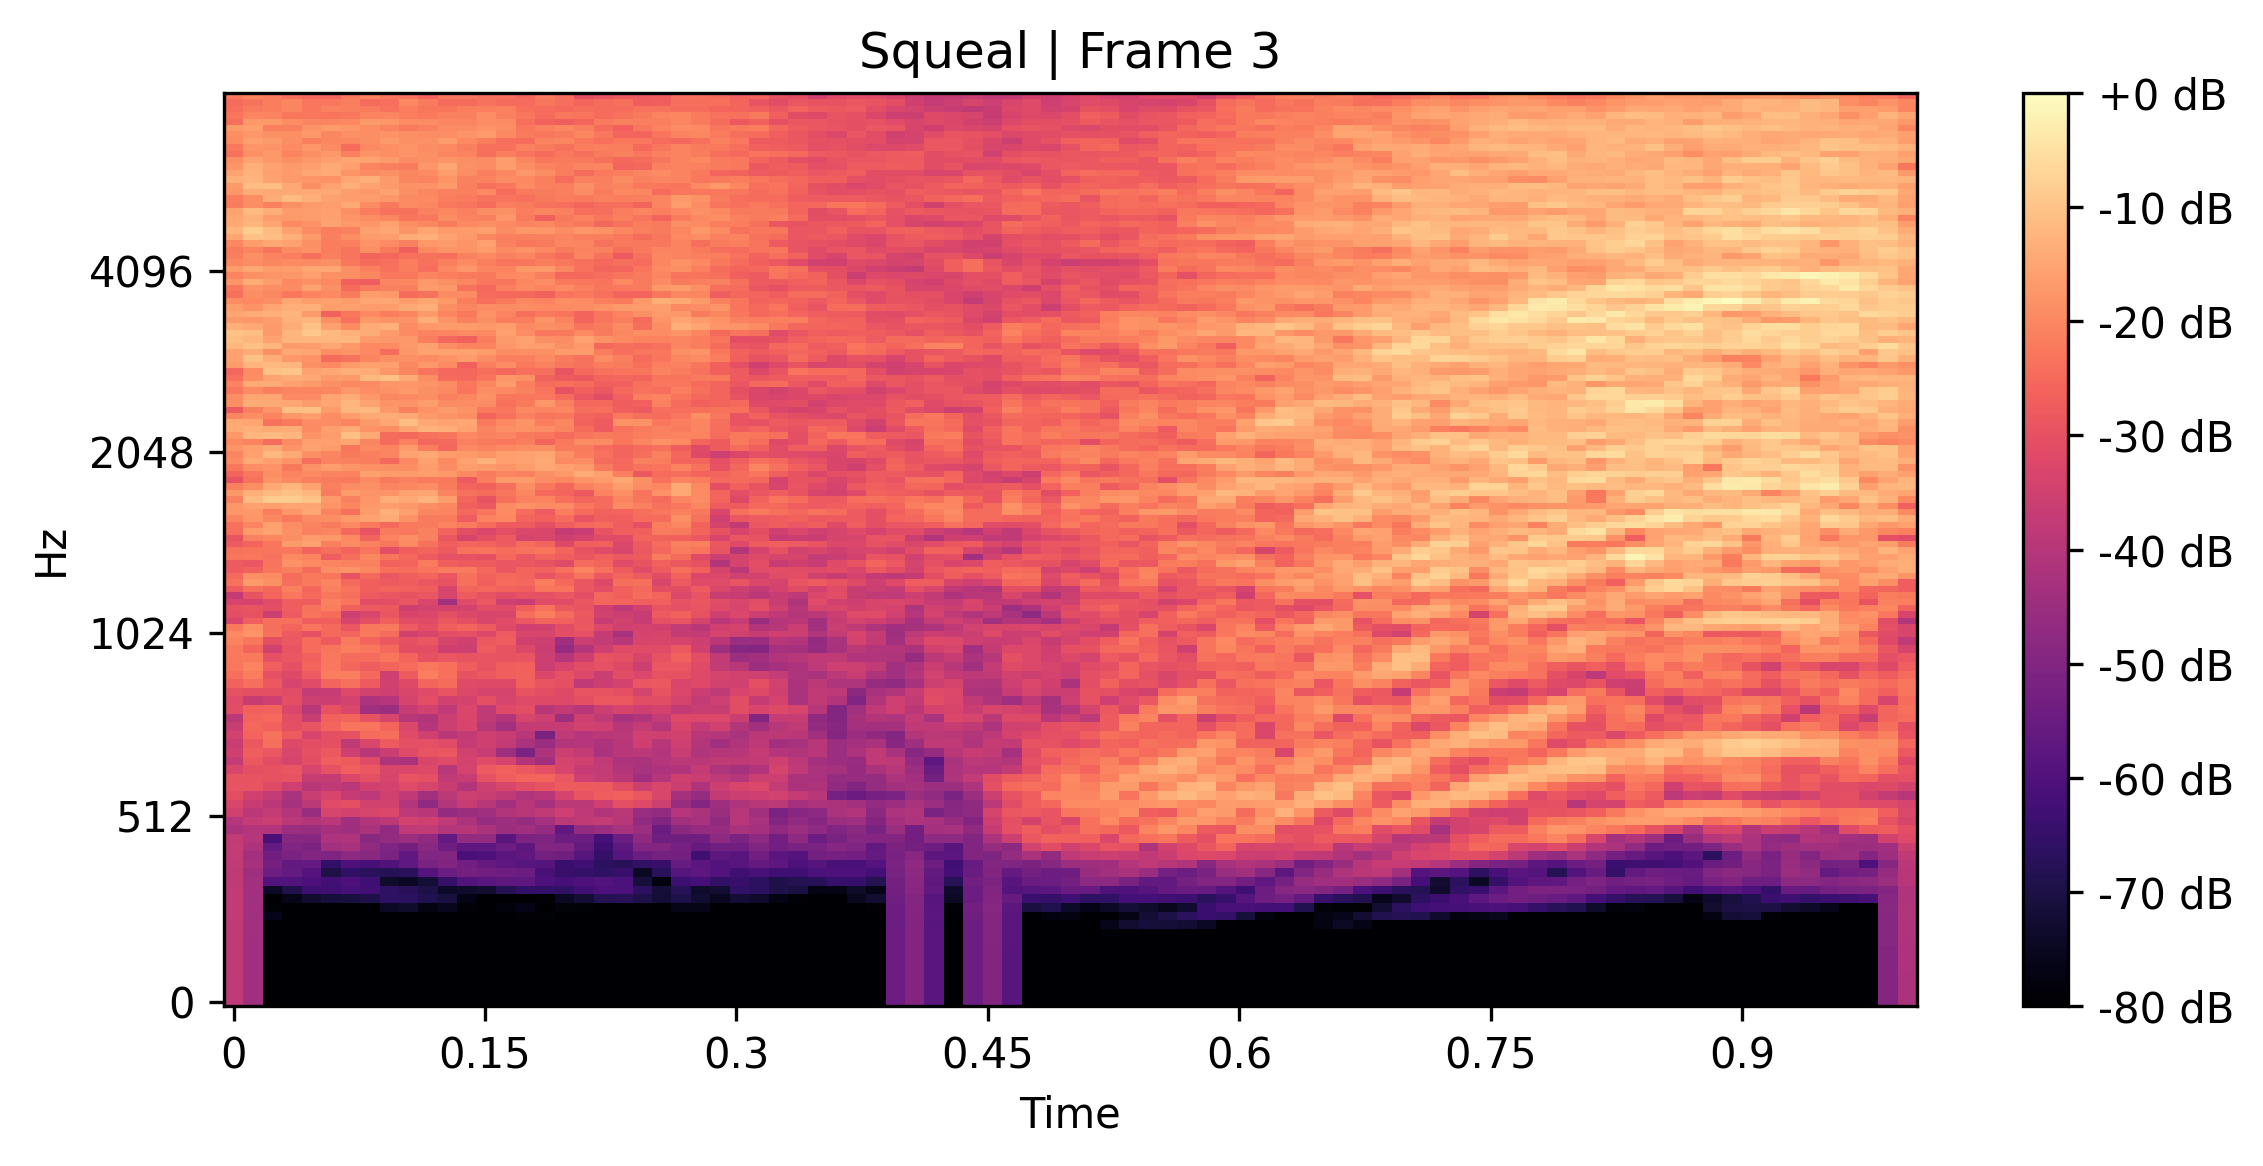 Squeal | Frame 3
Hz
4096
2048
1024
512
0
0 0.15 0.3 0.45 0.6 0.75 0.9
Time
+0 dB
-10 dB
-20 dB
-30 dB
-40 dB
-50 dB
-60 dB
-70 dB
-80 dB